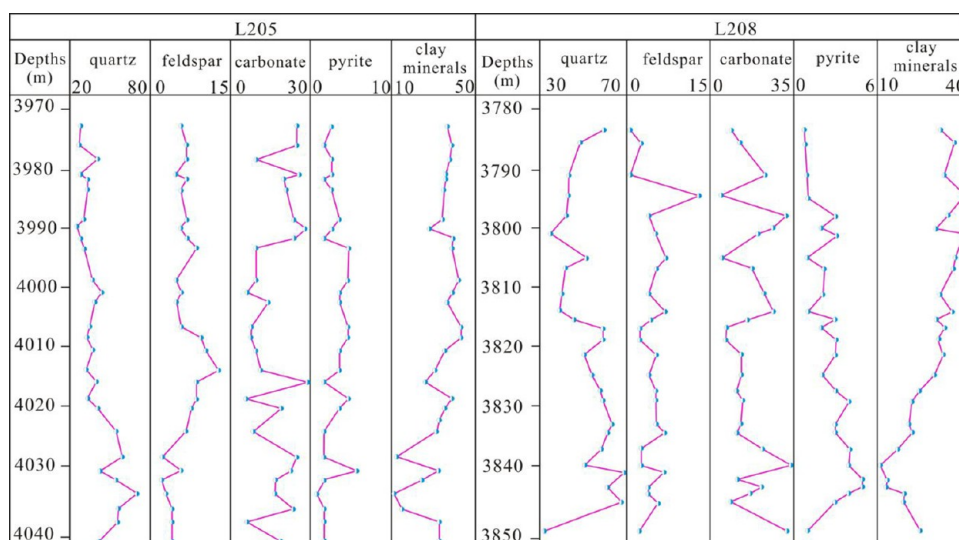 L205 L208
Depths (m) quartz feldspar carbonate pyrite clay minerals Depths (m) quartz feldspar carbonate pyrite clay minerals
20 80 0 15 0 30 0 10 10 50 30 70 0 15 0 35 0 6 10 40
3970 3780
3980 3790
3990 3800
4000 3810
4010 3820
4020 3830
4030 3840
4040 3850